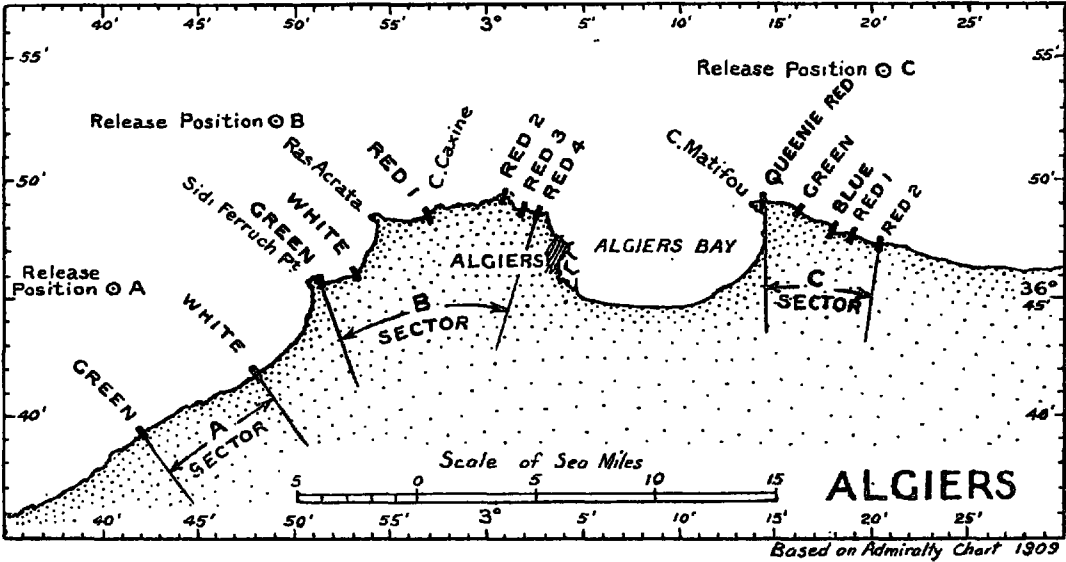 40' 45' 50' 55' 3° 5' 10' 15' 20' 25'
55' 55'
Release Position ⊙ C
Release Position ⊙ B
Ras Acrata
RED 1
C. Caxine
RED 2
RED 3
RED 4
C. Matifou
QUEENIE RED
GREEN
BLUE
RED 1
RED 2
50' 50'
Sidi Ferruch Pt
GREEN
WHITE
ALGIERS
ALGIERS BAY
Release
Position ⊙ A
B
SECTOR
C
SECTOR
36°
45' 45'
WHITE
GREEN
A
SECTOR
40' 40'
Scale of Sea Miles
5 0 5 10 15
ALGIERS
40' 45' 50' 55' 3° 5' 10' 15' 20' 25'
Based on Admiralty Chart 1909